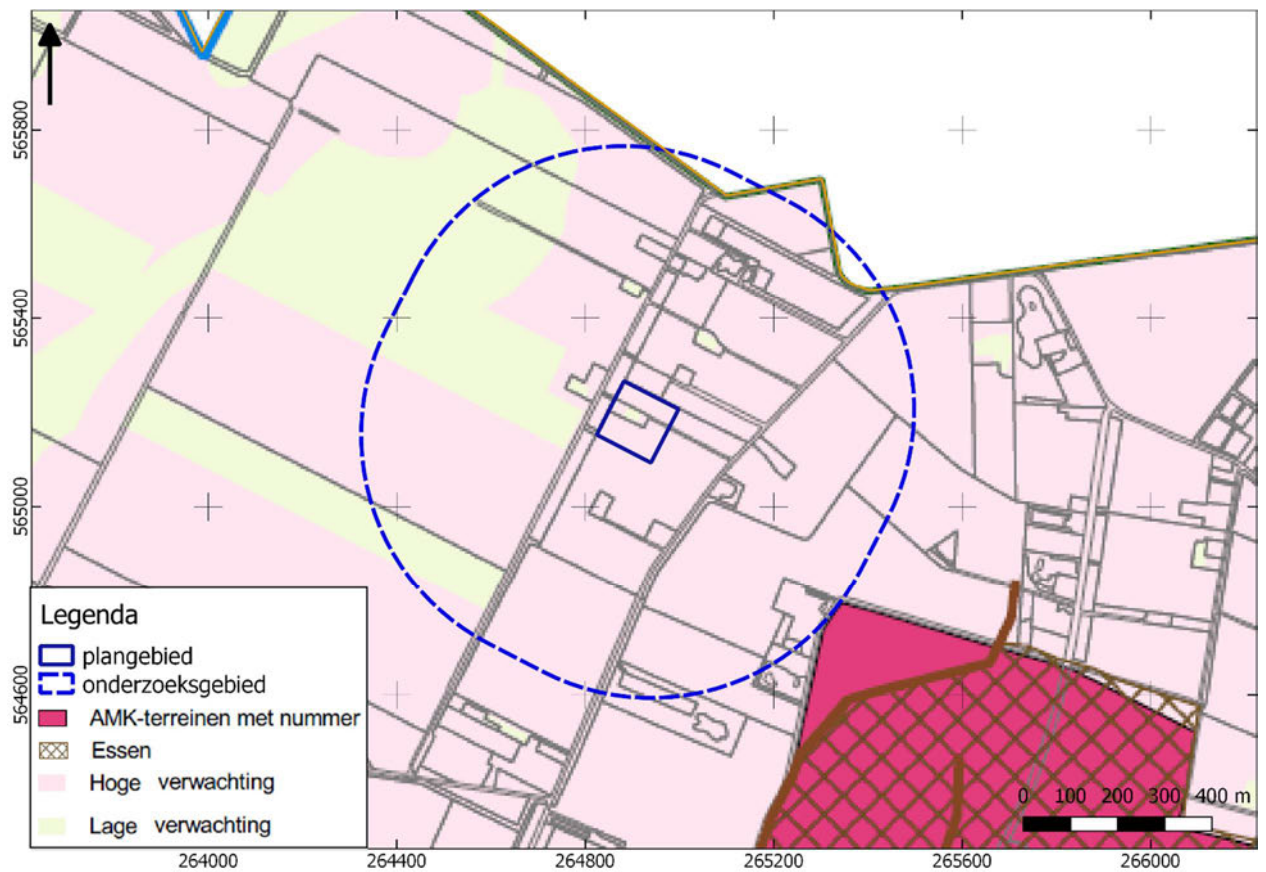 565800
565400
565000
564600
Legenda
plangebied
onderzoeksgebied
AMK-terreinen met nummer
Essen
Hoge verwachting
Lage verwachting
0 100 200 300 400 m
264000 264400 264800 265200 265600 266000